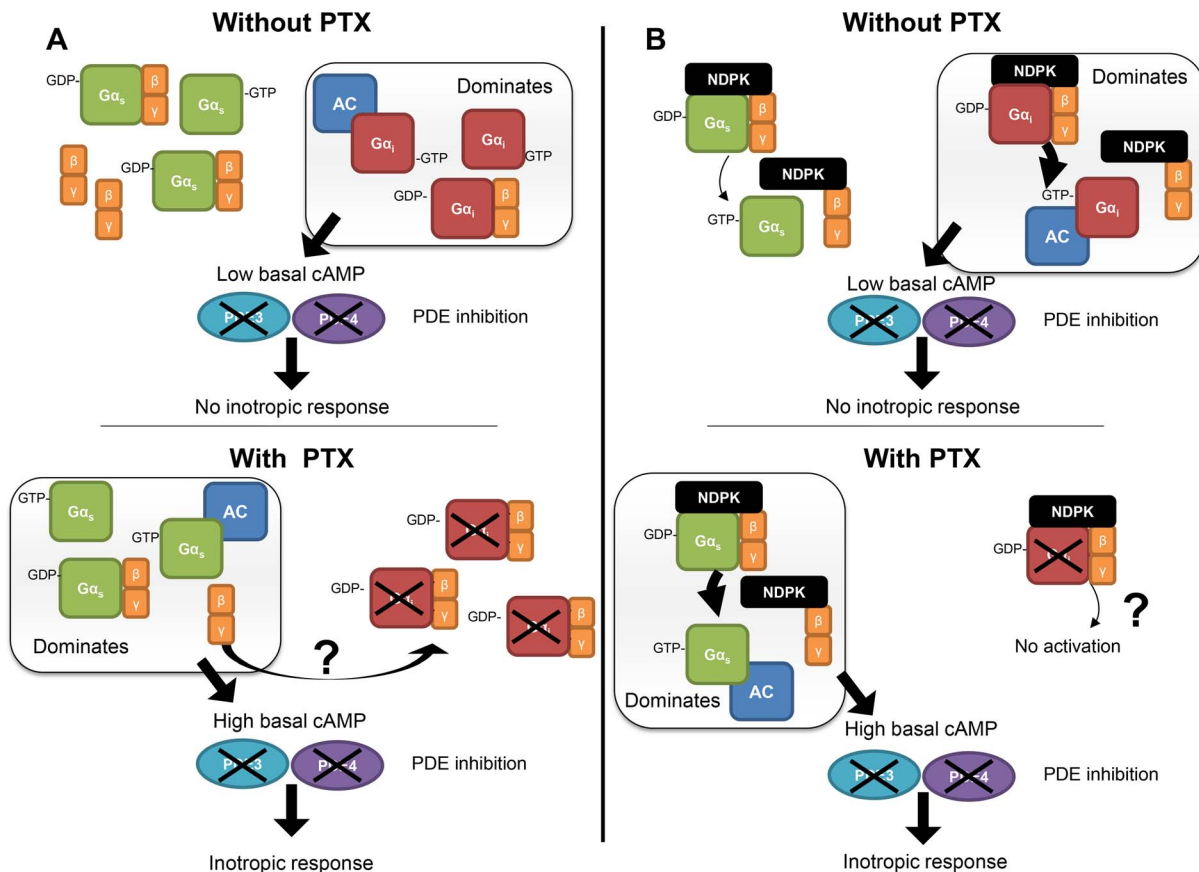 A
Without PTX
GDP-
Gαs
β
γ
Gαs
-GTP
β
γ
β
γ
GDP-
Gαs
β
γ
AC
Dominates
Gαi
-GTP
Gαi
GTP
GDP-
Gαi
β
γ
Low basal cAMP
PDE inhibition
No inotropic response
With PTX
GTP-
Gαs
AC
GTP
Gαs
GDP-
Gαs
β
γ
β
γ
Dominates
?
GDP-
β
γ
GDP-
β
γ
GDP-
β
γ
High basal cAMP
PDE inhibition
Inotropic response
B
Without PTX
NDPK
GDP-
Gαs
β
γ
NDPK
GTP-
Gαs
β
γ
NDPK
Dominates
GDP-
Gαi
β
γ
NDPK
β
γ
GTP-
Gαi
AC
Low basal cAMP
PDE inhibition
No inotropic response
With PTX
NDPK
GDP-
Gαs
β
γ
NDPK
β
γ
GTP-
Gαs
AC
Dominates
NDPK
GDP-
β
γ
?
No activation
High basal cAMP
PDE inhibition
Inotropic response